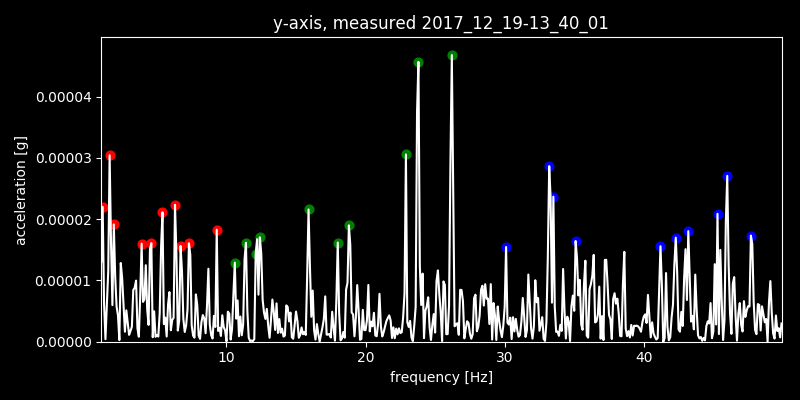 y-axis, measured 2017_12_19-13_40_01
acceleration [g]
0.00004
0.00003
0.00002
0.00001
0.00000
10 20 30 40
frequency [Hz]